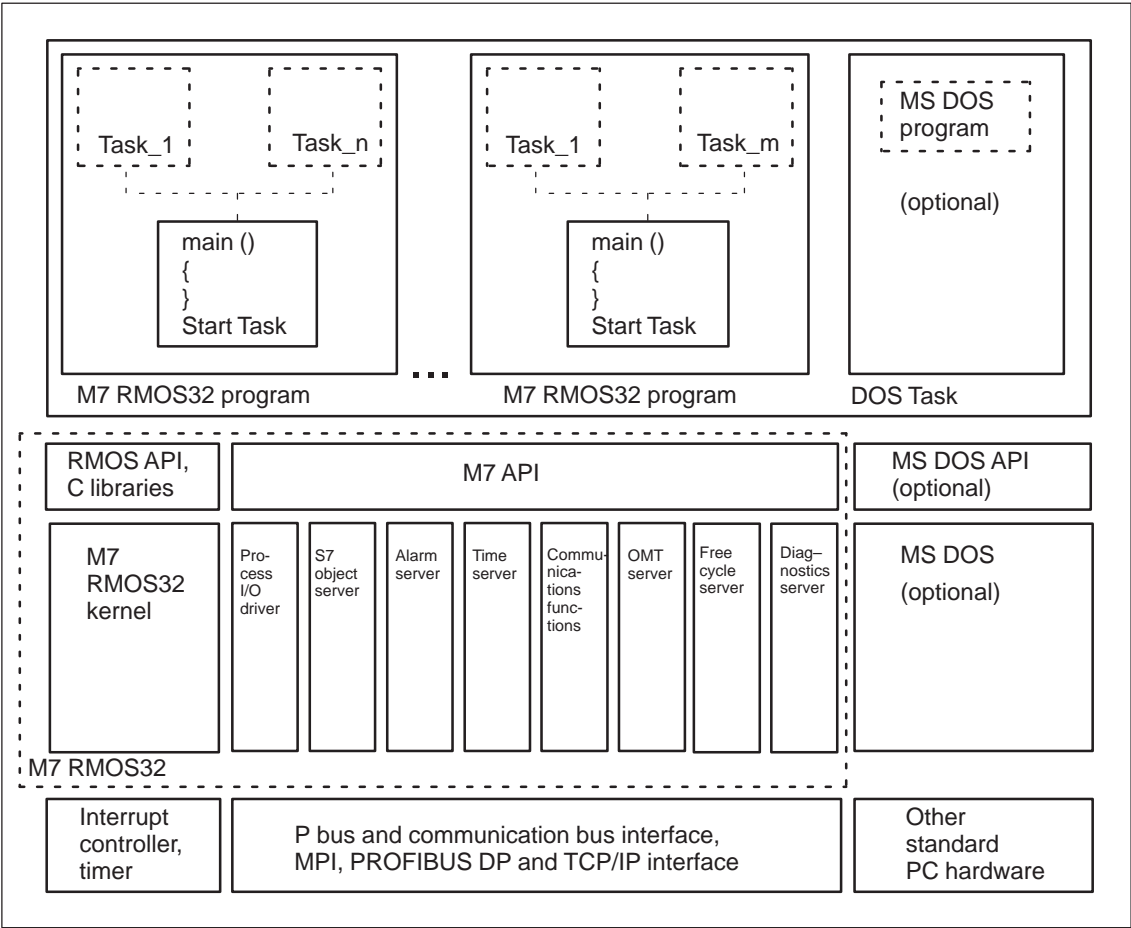 Task_1
Task_n
main ()
{
}
Start Task
M7 RMOS32 program
...
Task_1
Task_m
main ()
{
}
Start Task
M7 RMOS32 program
MS DOS
program
(optional)
DOS Task
RMOS API,
C libraries
M7 API
MS DOS API
(optional)
M7
RMOS32
kernel
Pro-
cess
I/O
driver
S7
object
server
Alarm
server
Time
server
Commu-
nica-
tions
func-
tions
OMT
server
Free
cycle
server
Diag–
nostics
server
MS DOS
(optional)
M7 RMOS32
Interrupt
controller,
timer
P bus and communication bus interface,
MPI, PROFIBUS DP and TCP/IP interface
Other
standard
PC hardware